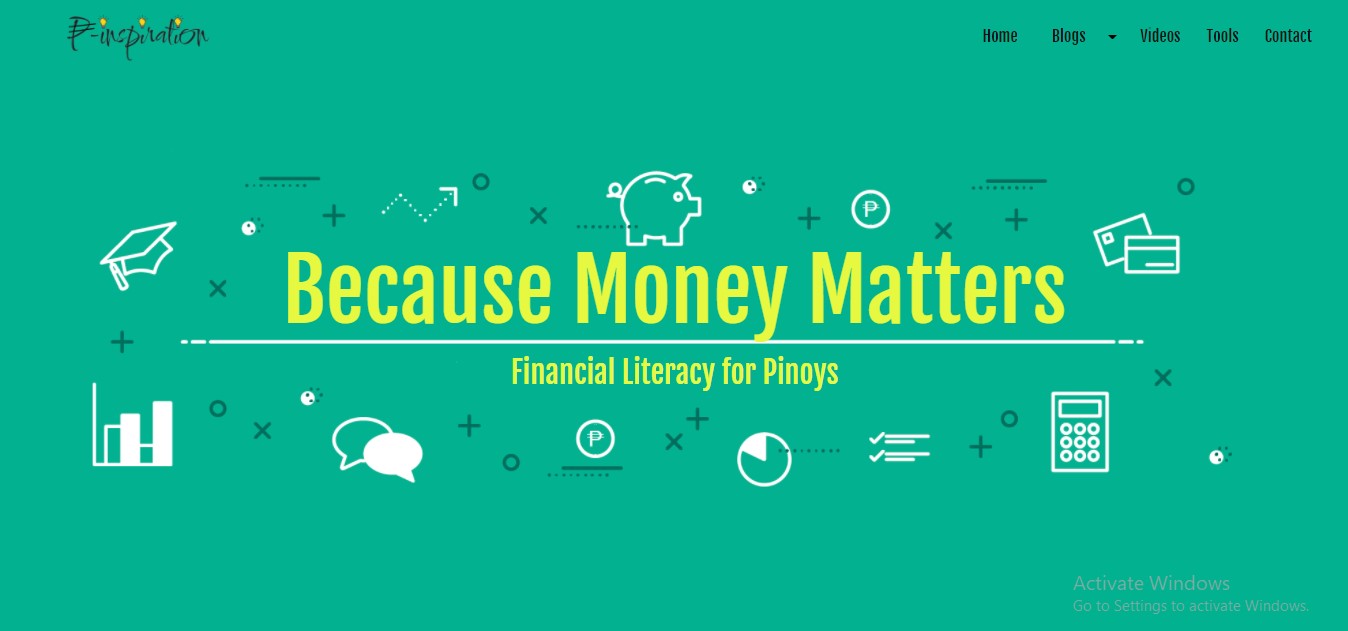 ₱-inspiration
Home Blogs Videos Tools Contact
₱
Because Money Matters
Financial Literacy for Pinoys
₱
Activate Windows
Go to Settings to activate Windows.